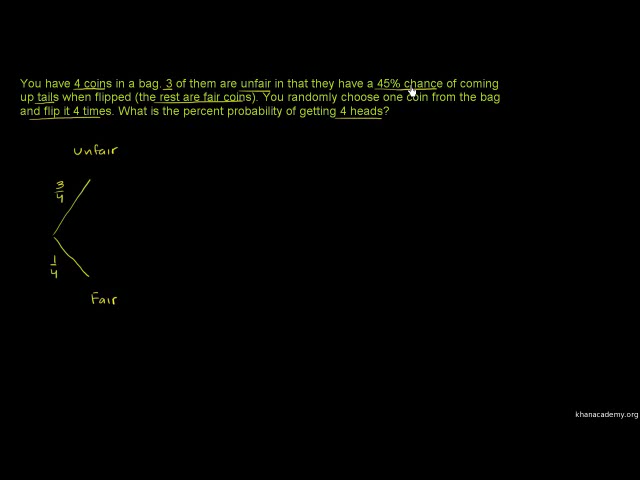 You have 4 coins in a bag. 3 of them are unfair in that they have a 45% chance of coming
up tails when flipped (the rest are fair coins). You randomly choose one coin from the bag
and flip it 4 times. What is the percent probability of getting 4 heads?
Unfair
3/4
1/4
Fair
khanacademy.org